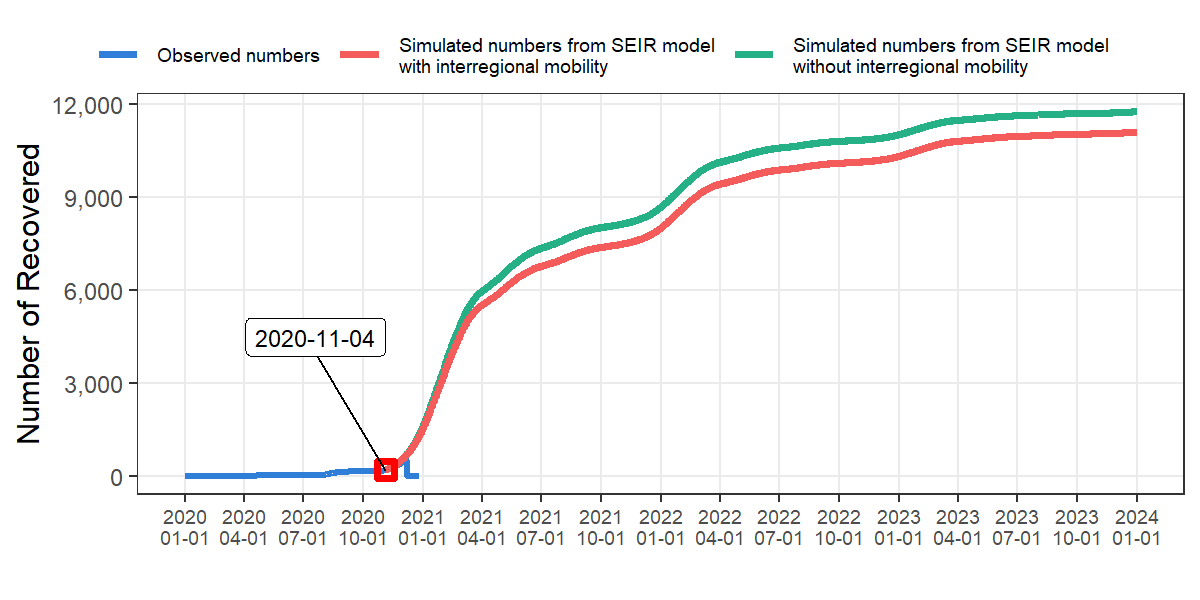 Observed numbers
Simulated numbers from SEIR model
with interregional mobility
Simulated numbers from SEIR model
without interregional mobility
Number of Recovered
12,000
9,000
6,000
3,000
0
2020-11-04
2020 2020 2020 2020 2021 2021 2021 2021 2022 2022 2022 2022 2023 2023 2023 2023 2024
01-01 04-01 07-01 10-01 01-01 04-01 07-01 10-01 01-01 04-01 07-01 10-01 01-01 04-01 07-01 10-01 01-01